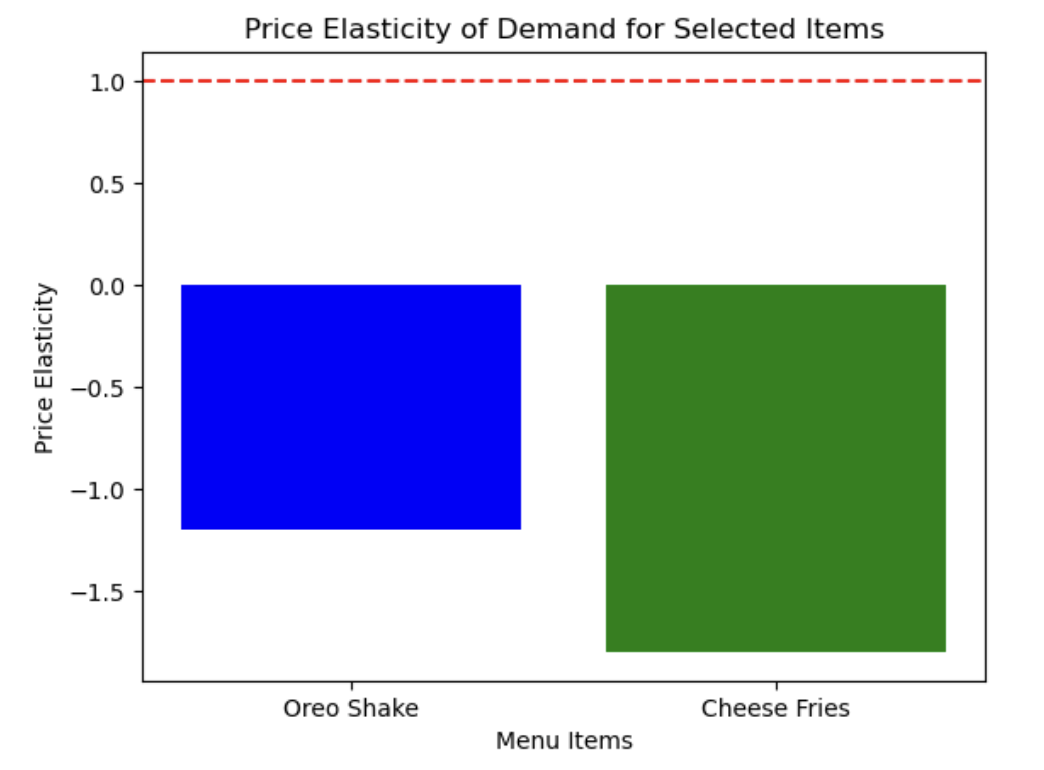 Price Elasticity of Demand for Selected Items
1.0
0.5
0.0
−0.5
−1.0
−1.5
Price Elasticity
Oreo Shake
Cheese Fries
Menu Items